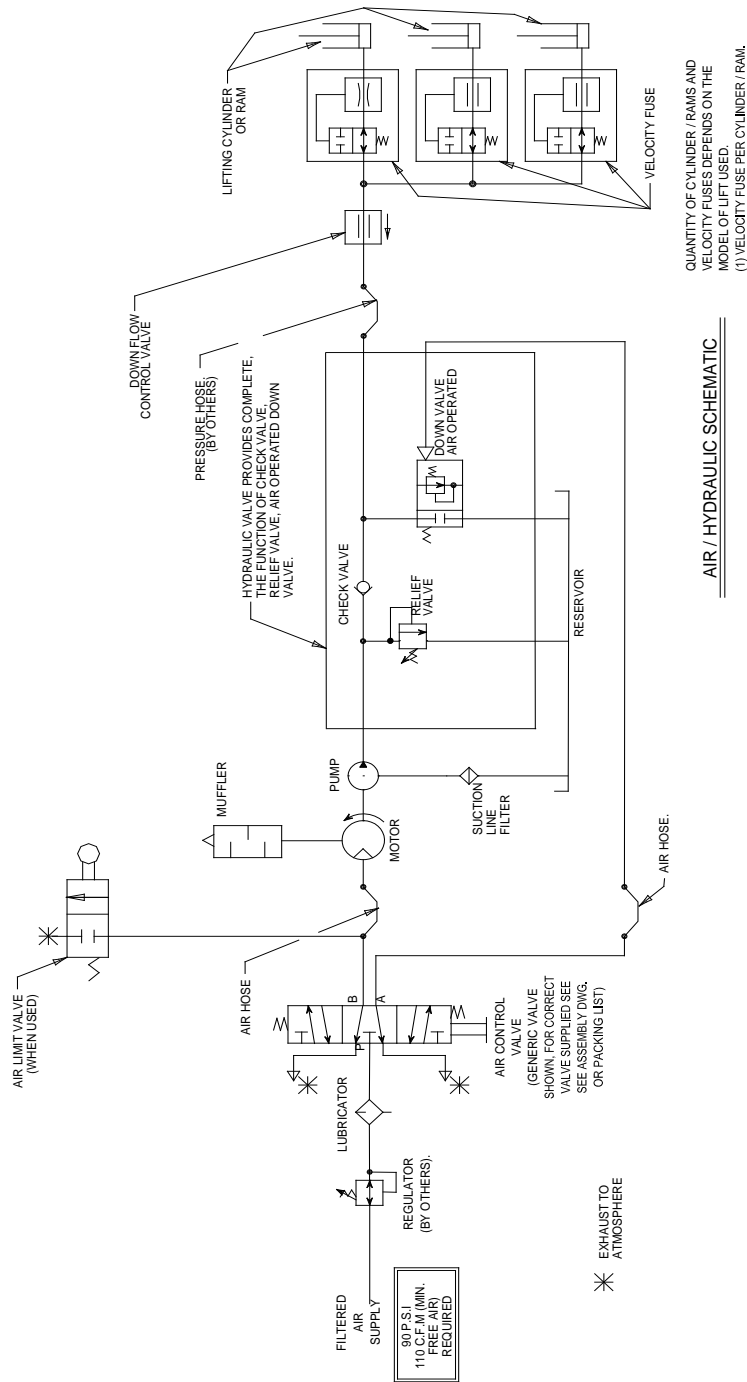 AIR LIMIT VALVE
(WHEN USED)
MUFFLER
MOTOR
PUMP
AIR HOSE
B
A
P
LUBRICATOR
REGULATOR
(BY OTHERS).
FILTERED
AIR
SUPPLY
90 P.S.I
110 C.F.M (MIN.
FREE AIR)
REQUIRED
AIR CONTROL
VALVE
(GENERIC VALVE
SHOWN, FOR CORRECT
VALVE SUPPLIED SEE
SEE ASSEMBLY DWG.
OR PACKING LIST)
EXHAUST TO
ATMOSPHERE
SUCTION
LINE
FILTER
AIR HOSE.
HYDRAULIC VALVE PROVIDES COMPLETE,
THE FUNCTION OF CHECK VALVE,
RELIEF VALVE, AIR OPERATED DOWN
VALVE.
CHECK VALVE
RELIEF
VALVE
DOWN VALVE
AIR OPERATED
RESERVOIR
PRESSURE HOSE.
(BY OTHERS)
DOWN FLOW
CONTROL VALVE
LIFTING CYLINDER
OR RAM
VELOCITY FUSE
QUANTITY OF CYLINDER / RAMS AND
VELOCITY FUSES DEPENDS ON THE
MODEL OF LIFT USED.
(1) VELOCITY FUSE PER CYLINDER / RAM.
AIR / HYDRAULIC SCHEMATIC